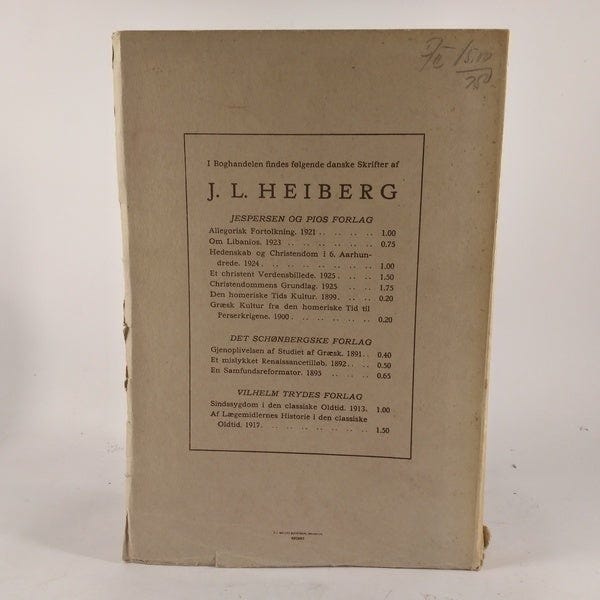 15.00
250
I Boghandelen findes følgende danske Skrifter af
J. L. HEIBERG
JESPERSEN OG PIOS FORLAG
Allegorisk Fortolkning. 1921 .. .. .. .. 1.00
Om Libanios. 1923 .. .. .. .. .. .. 0.75
Hedenskab og Christendom i 6. Aarhun-
drede. 1924 .. .. .. .. .. .. .. 1.00
Et christent Verdensbillede. 1925 .. .. .. 1.50
Christendommens Grundlag. 1925 .. .. .. 1.75
Den homeriske Tids Kultur. 1899 .. .. .. 0.20
Græsk Kultur fra den homeriske Tid til
Perserkrigene. 1900 .. .. .. .. .. .. 0.20
DET SCHØNBERGSKE FORLAG
Gjenoplivelsen af Studiet af Græsk. 1891 .. 0.40
Et mislykket Renaissancetilløb. 1892 .. .. 0.50
En Samfundsreformator. 1895 .. .. .. 0.65
VILHELM TRYDES FORLAG
Sindssygdom i den classiske Oldtid. 1913. 1.00
Af Lægemidlernes Historie i den classiske
Oldtid. 1917 .. .. .. .. .. .. .. 1.50